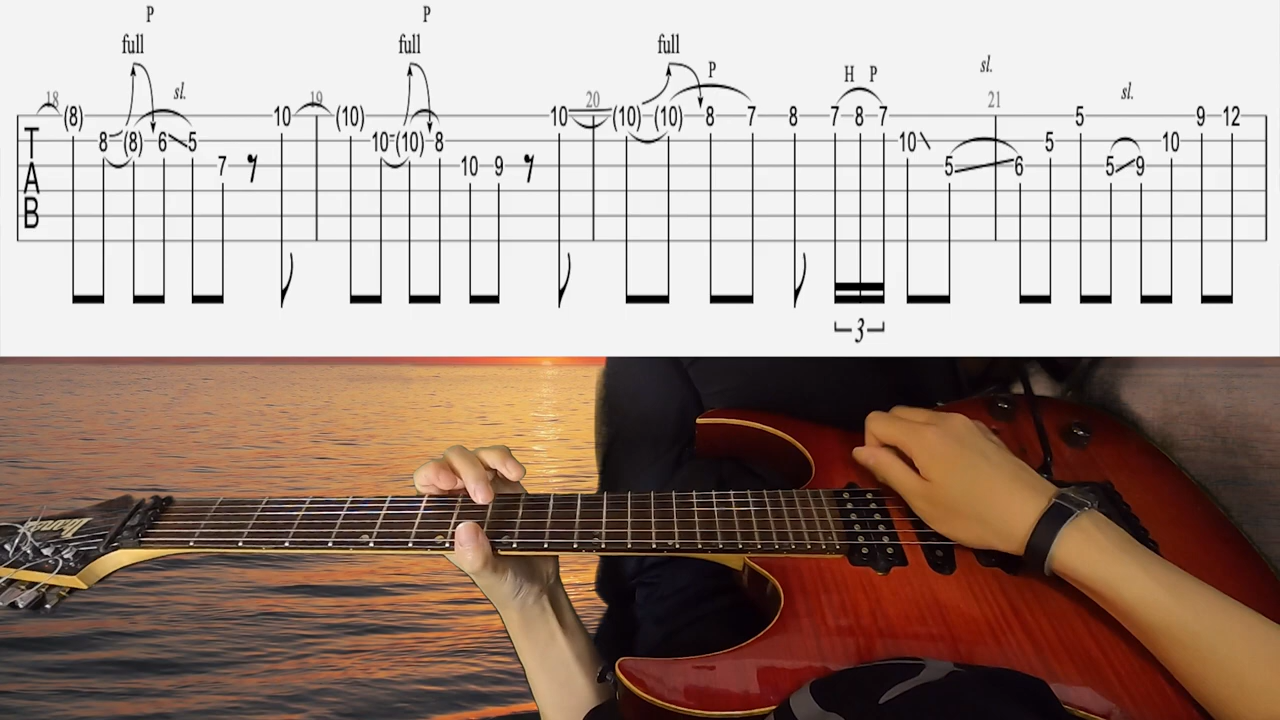 P P
full full full
P
sl. H P sl. sl.
18 19 20 21
(8) 10 (10) 10 (10) (10) 8 7 8 7 8 7 5 9 12
T 8 (8) 6 5 10 (10) 8 10 5 10
A 7 10 9 5 6 5 9
B
3
Ibanez